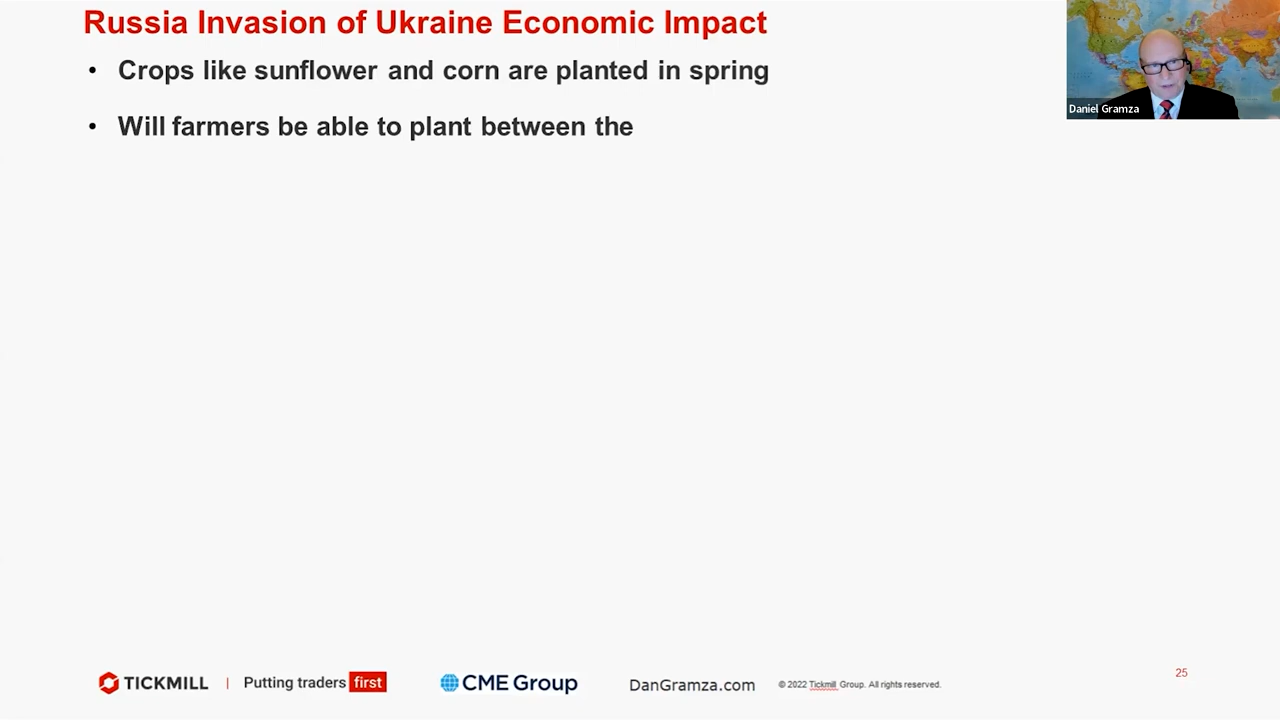 Russia Invasion of Ukraine Economic Impact
• Crops like sunflower and corn are planted in spring
• Will farmers be able to plant between the
Daniel Gramza
TICKMILL | Putting traders first
CME Group
DanGramza.com
© 2022 Tickmill Group. All rights reserved.
25